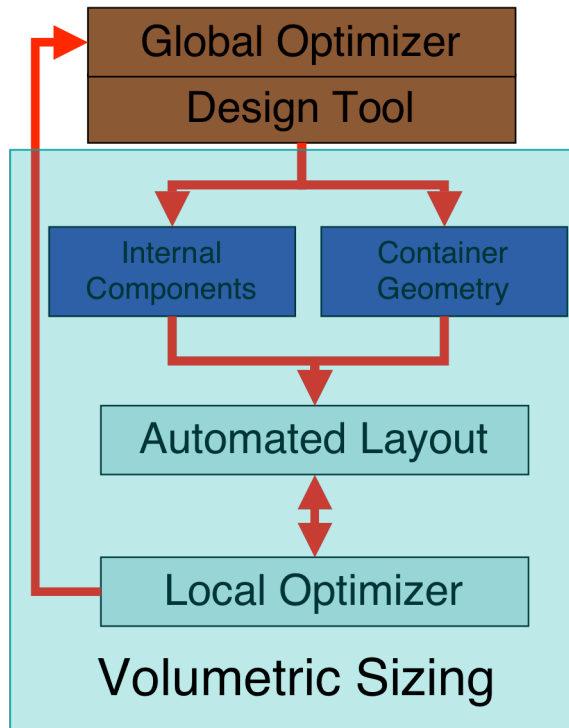 Global Optimizer
Design Tool
Internal
Components
Container
Geometry
Automated Layout
Local Optimizer
Volumetric Sizing